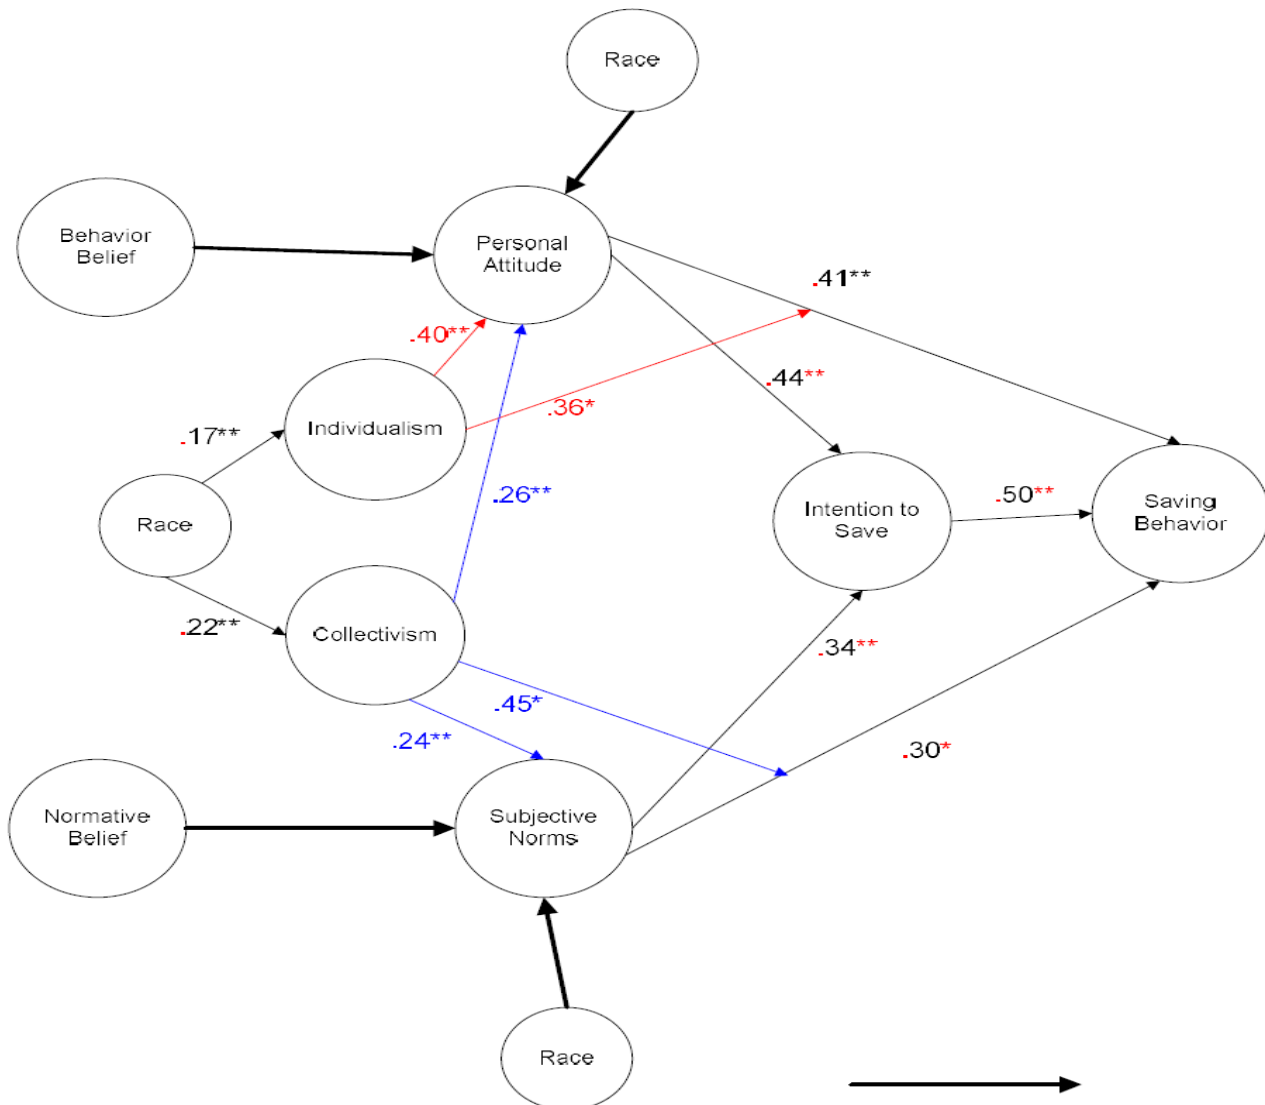 Race
Behavior
Belief
Personal
Attitude
.41**
.40**
.44**
.36*
.17**
Individualism
.26**
Race
Intention to
Save
.50**
Saving
Behavior
.22**
Collectivism
.34**
.45*
.24**
.30*
Normative
Belief
Subjective
Norms
Race